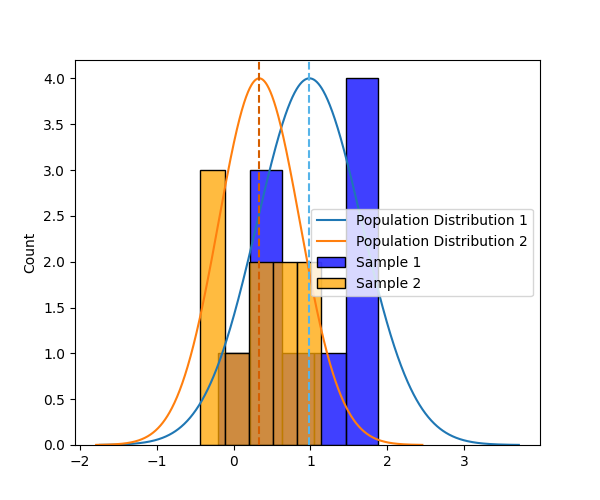 4.0
3.5
3.0
2.5
2.0
1.5
1.0
0.5
0.0
Count
Population Distribution 1
Population Distribution 2
Sample 1
Sample 2
−2 −1 0 1 2 3